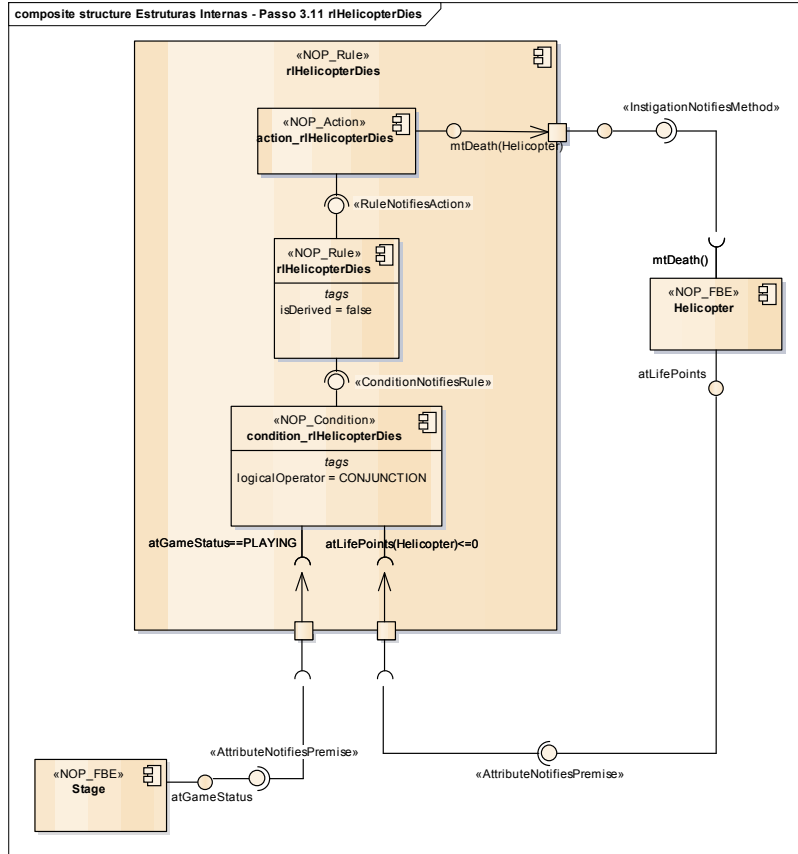 composite structure Estruturas Internas - Passo 3.11 rlHelicopterDies
«NOP_Rule»
rlHelicopterDies
«NOP_Action»
action_rlHelicopterDies
mtDeath(Helicopter)
«InstigationNotifiesMethod»
«RuleNotifiesAction»
«NOP_Rule»
rlHelicopterDies
tags
isDerived = false
mtDeath()
«NOP_FBE»
Helicopter
atLifePoints
«ConditionNotifiesRule»
«NOP_Condition»
condition_rlHelicopterDies
tags
logicalOperator = CONJUNCTION
atGameStatus==PLAYING
atLifePoints(Helicopter)<=0
«AttributeNotifiesPremise»
«AttributeNotifiesPremise»
«NOP_FBE»
Stage
atGameStatus